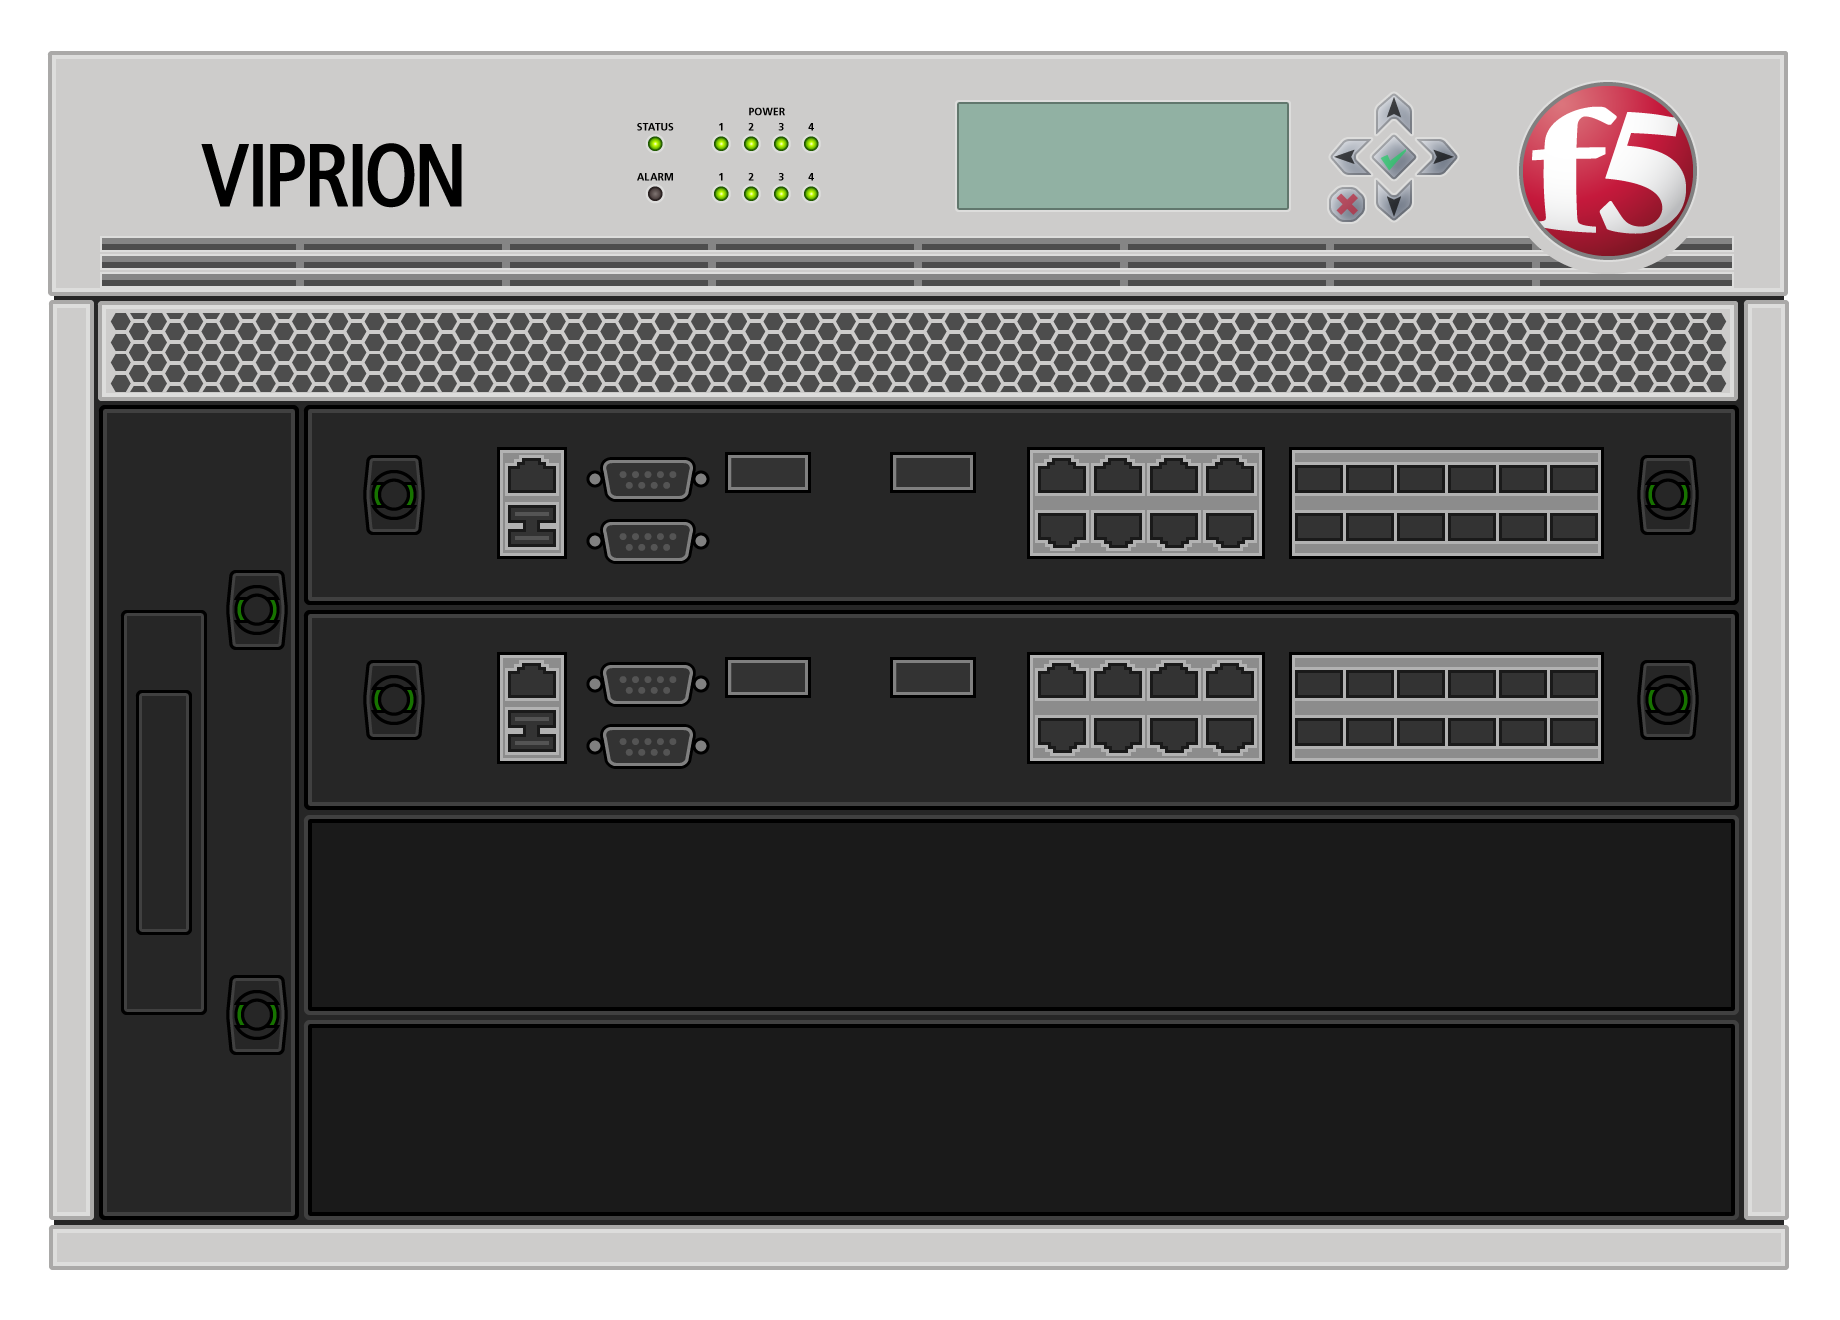 POWER
STATUS 1 2 3 4
VIPRION
ALARM 1 2 3 4
f5